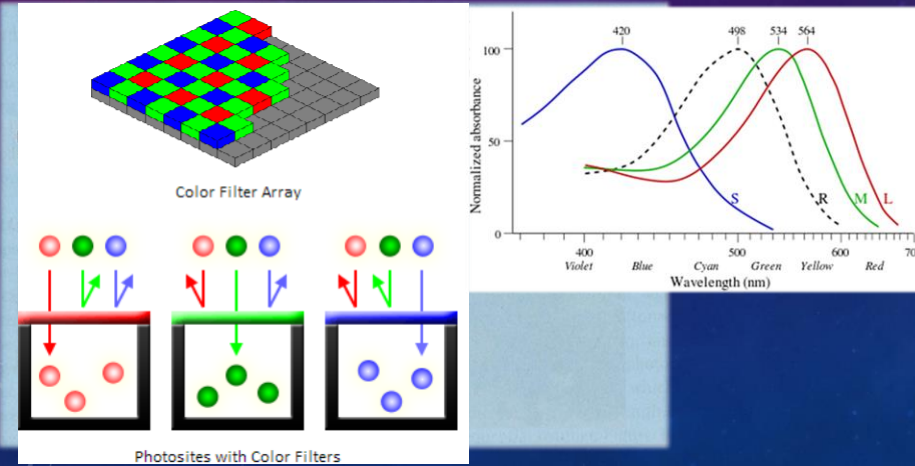 Color Filter Array
Photosites with Color Filters
420 498 534 564
Normalized absorbance
100
50
0
S R M L
400 500 600 70
Violet Blue Cyan Green Yellow Red
Wavelength (nm)